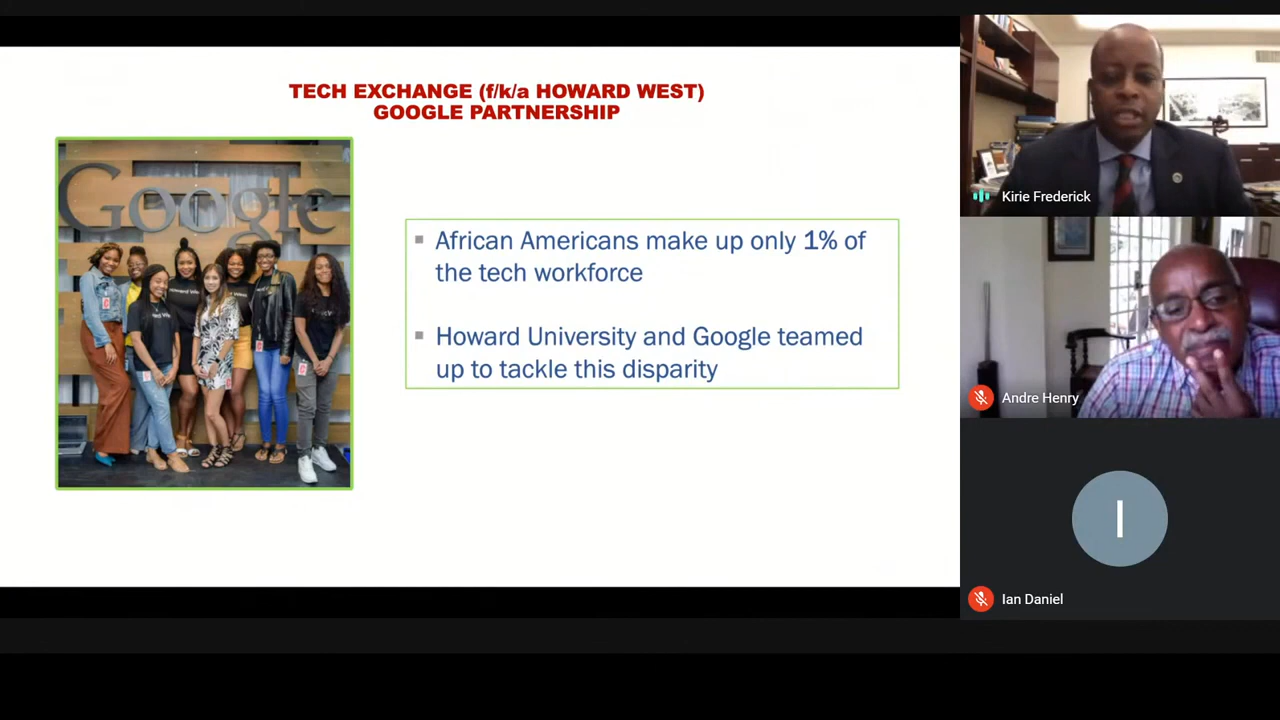 TECH EXCHANGE (f/k/a HOWARD WEST)
GOOGLE PARTNERSHIP
Google
▪ African Americans make up only 1% of
the tech workforce
▪ Howard University and Google teamed
up to tackle this disparity
Kirie Frederick
Andre Henry
I
Ian Daniel